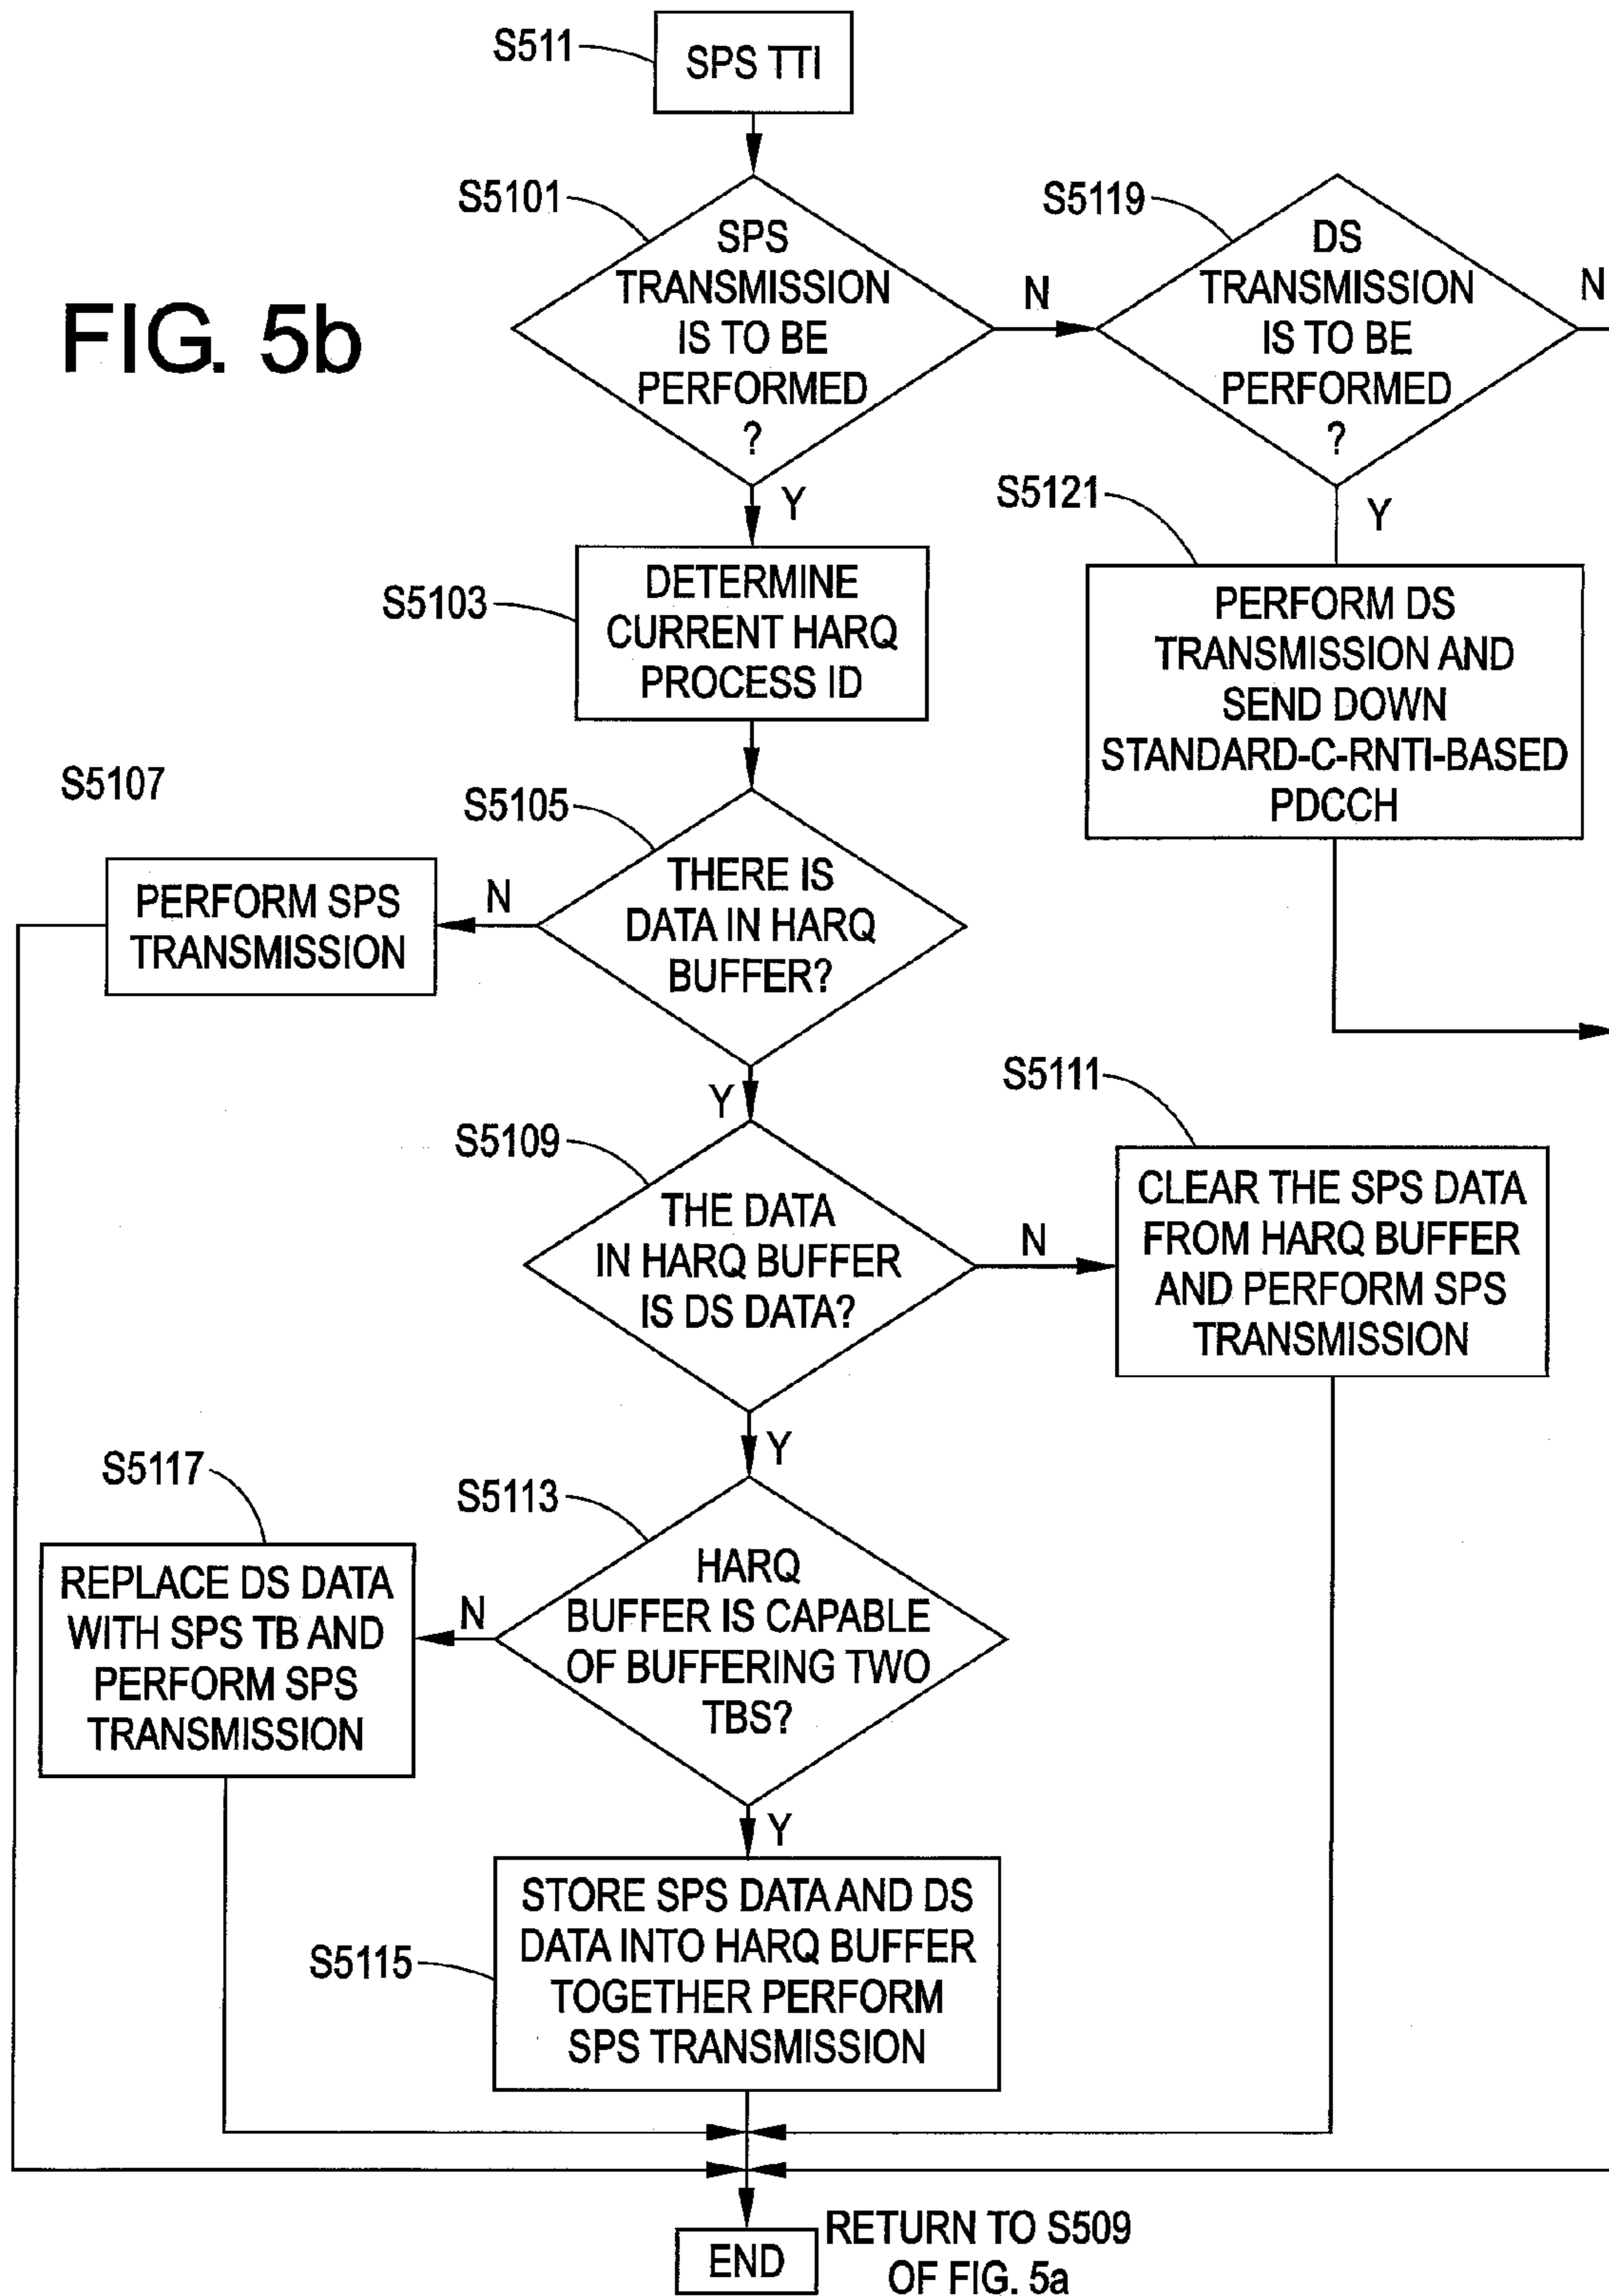 S511
SPS TTI
S5101
SPS
TRANSMISSION
IS TO BE
PERFORMED
?
N
S5119
DS
TRANSMISSION
IS TO BE
PERFORMED
?
N
FIG. 5b
Y
S5121
Y
S5103
DETERMINE
CURRENT HARQ
PROCESS ID
PERFORM DS
TRANSMISSION AND
SEND DOWN
STANDARD-C-RNTI-BASED
PDCCH
S5107
S5105
THERE IS
DATA IN HARQ
BUFFER?
N
PERFORM SPS
TRANSMISSION
Y
S5111
S5109
THE DATA
IN HARQ BUFFER
IS DS DATA?
N
CLEAR THE SPS DATA
FROM HARQ BUFFER
AND PERFORM SPS
TRANSMISSION
Y
S5117
S5113
HARQ
BUFFER IS CAPABLE
OF BUFFERING TWO
TBS?
N
REPLACE DS DATA
WITH SPS TB AND
PERFORM SPS
TRANSMISSION
Y
S5115
STORE SPS DATA AND DS
DATA INTO HARQ BUFFER
TOGETHER PERFORM
SPS TRANSMISSION
END
RETURN TO S509
OF FIG. 5a